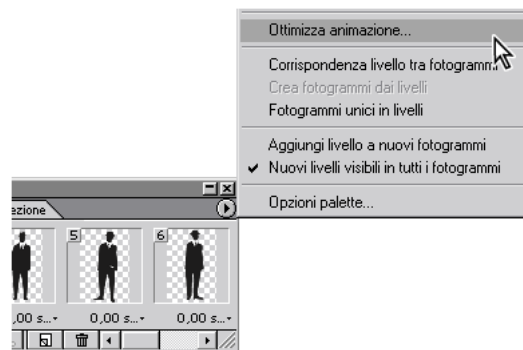 Ottimizza animazione...
Corrispondenza livello tra fotogrammi
Crea fotogrammi dai livelli
Fotogrammi unici in livelli
Aggiungi livello a nuovi fotogrammi
Nuovi livelli visibili in tutti i fotogrammi
Opzioni palette...
ezione
5 6
,00 s... 0,00 s... 0,00 s...